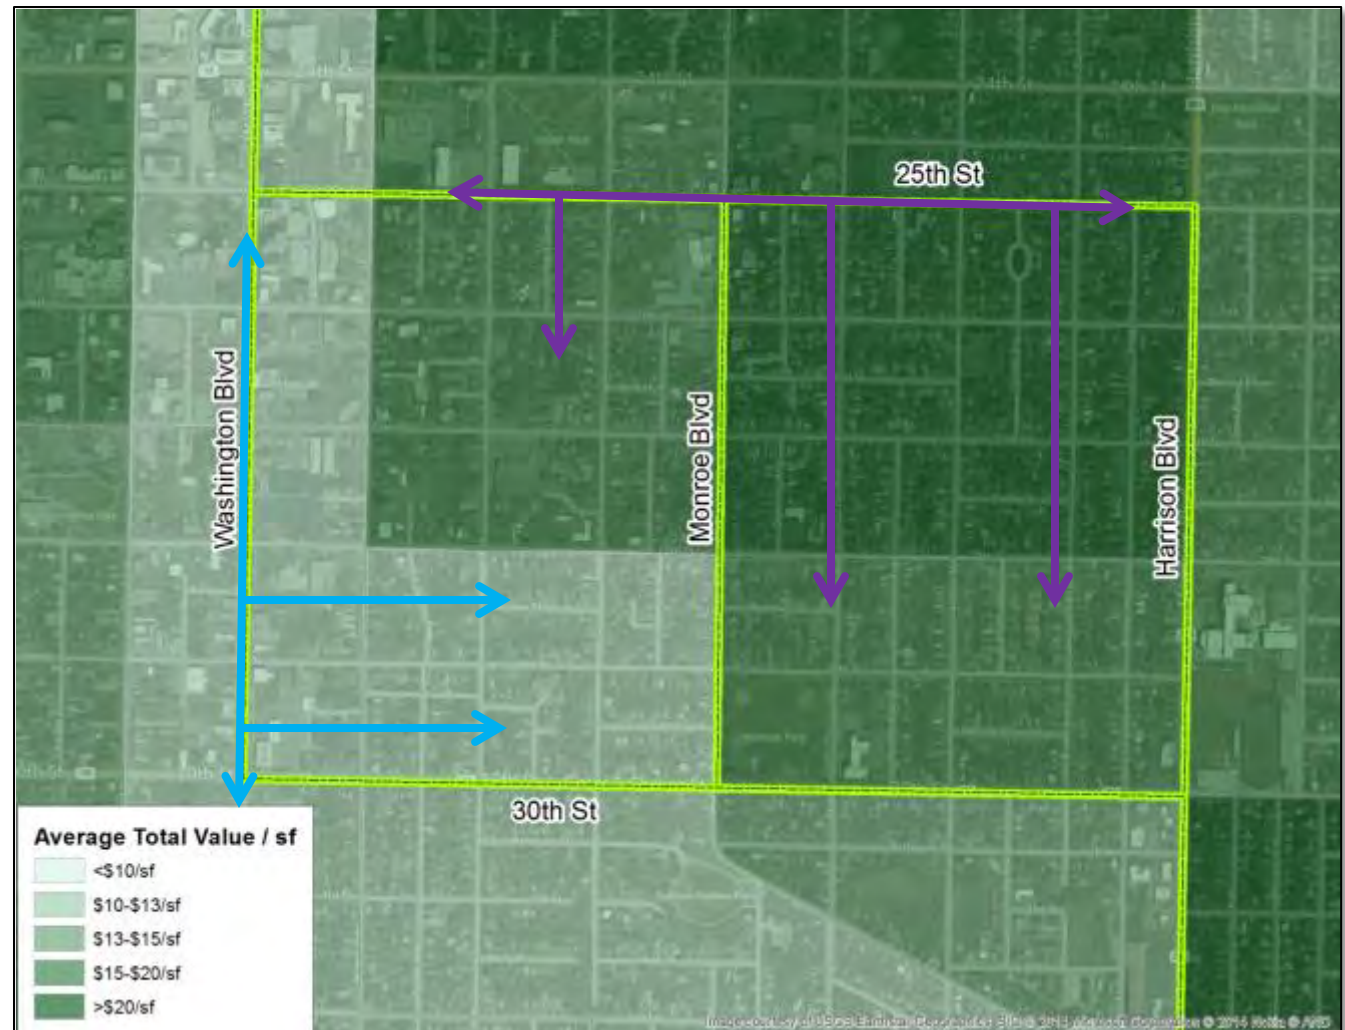 25th St
Washington Blvd
Monroe Blvd
Harrison Blvd
30th St
Average Total Value / sf
<$10/sf
$10-$13/sf
$13-$15/sf
$15-$20/sf
>$20/sf